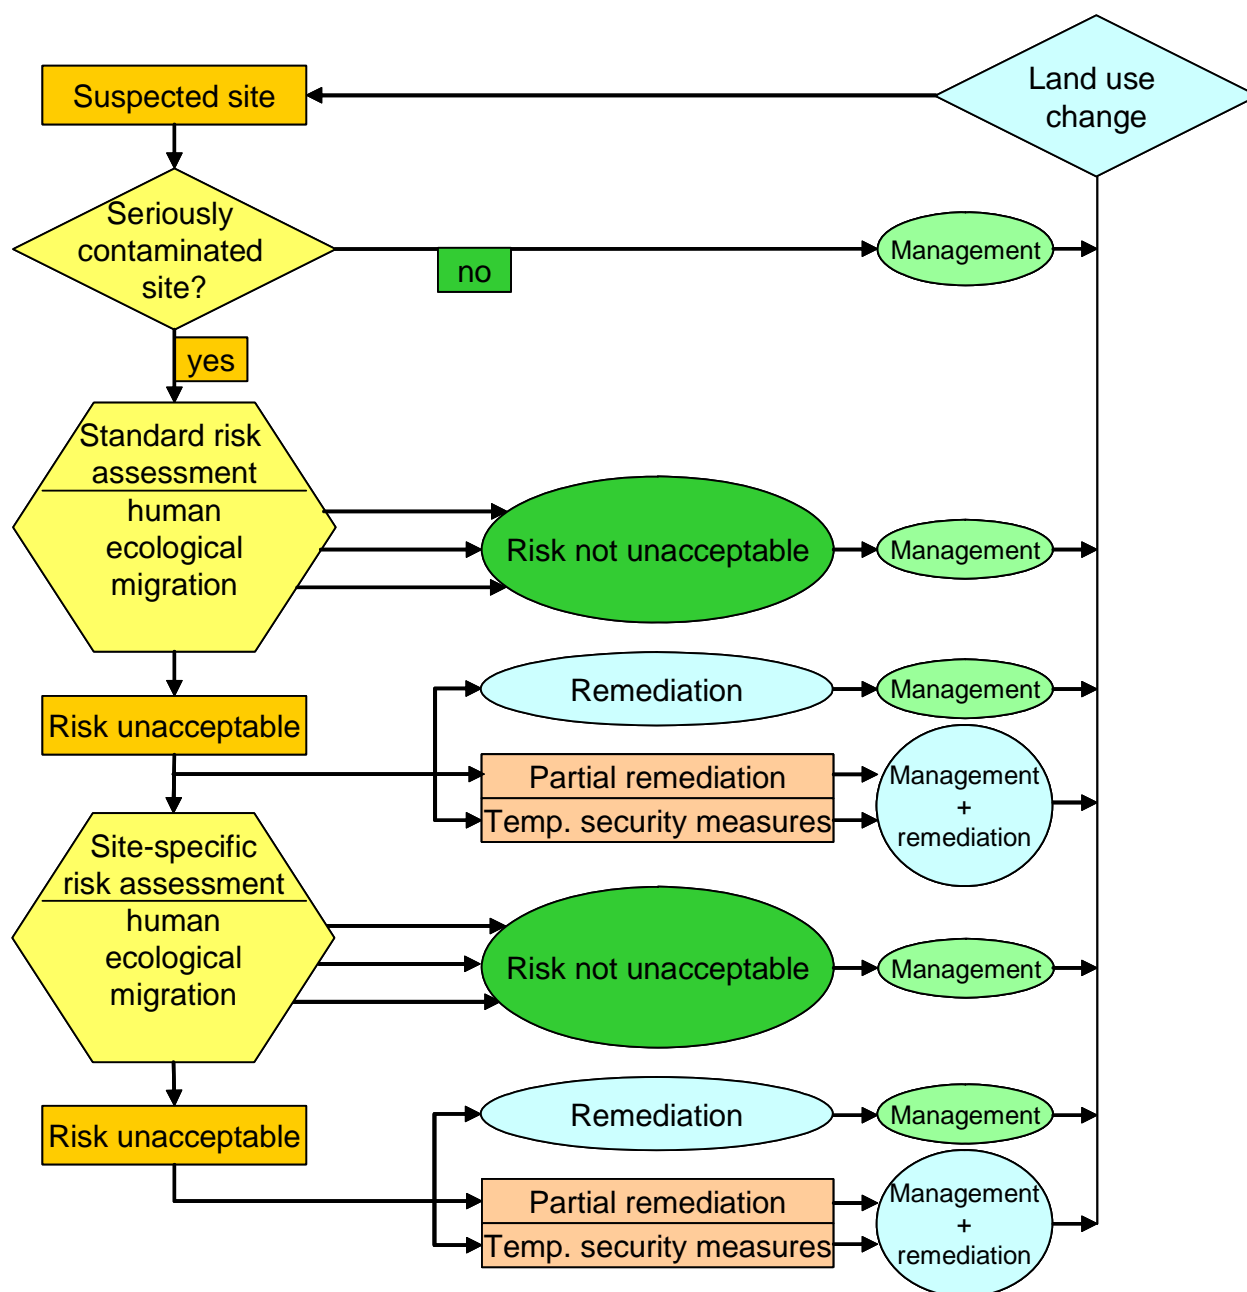 Suspected site
Land use
change
Seriously
contaminated
site?
no
Management
yes
Standard risk
assessment
human
ecological
migration
Risk not unacceptable
Management
Risk unacceptable
Remediation
Management
Partial remediation
Temp. security measures
Management
+
remediation
Site-specific
risk assessment
human
ecological
migration
Risk not unacceptable
Management
Risk unacceptable
Remediation
Management
Partial remediation
Temp. security measures
Management
+
remediation